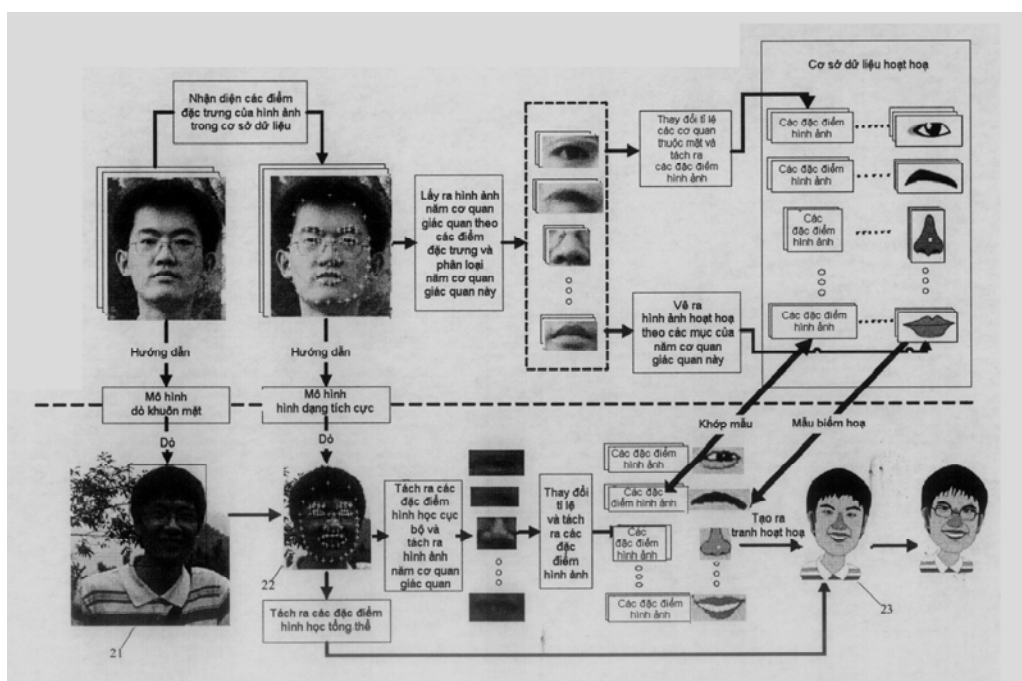 Cơ sở dữ liệu hoạt hoạ
Nhận diện các điểm
đặc trưng của hình ảnh
trong cơ sở dữ liệu
Lấy ra hình ảnh
năm cơ quan
giác quan theo
các điểm
đặc trưng và
phân loại
năm cơ quan
giác quan này
Thay đổi tỉ lệ
các cơ quan
thuộc mặt và
tách ra
các đặc điểm
hình ảnh
Các đặc điểm
hình ảnh
Các đặc điểm
hình ảnh
Các
đặc điểm
hình ảnh
Các đặc điểm
hình ảnh
Vẽ ra
hình ảnh hoạt hoạ
theo các mục của
năm cơ quan
giác quan này
Hướng dẫn
Hướng dẫn
Mô hình
dò khuôn mặt
Mô hình
hình dạng tích cực
Dò
Dò
Khớp mẫu
Mẫu biếm hoạ
Tách ra các
đặc điểm
hình học cục
bộ và
tách ra
hình ảnh
năm cơ quan
giác quan
Thay đổi
tỉ lệ
và tách
ra các
đặc
điểm
hình ảnh
Các đặc điểm
hình ảnh
Các đặc
điểm hình ảnh
Các
đặc điểm
hình ảnh
Các đặc điểm
hình ảnh
Tạo ra
tranh hoạt hoạ
Tách ra các đặc điểm
hình học tổng thể
21
22
23